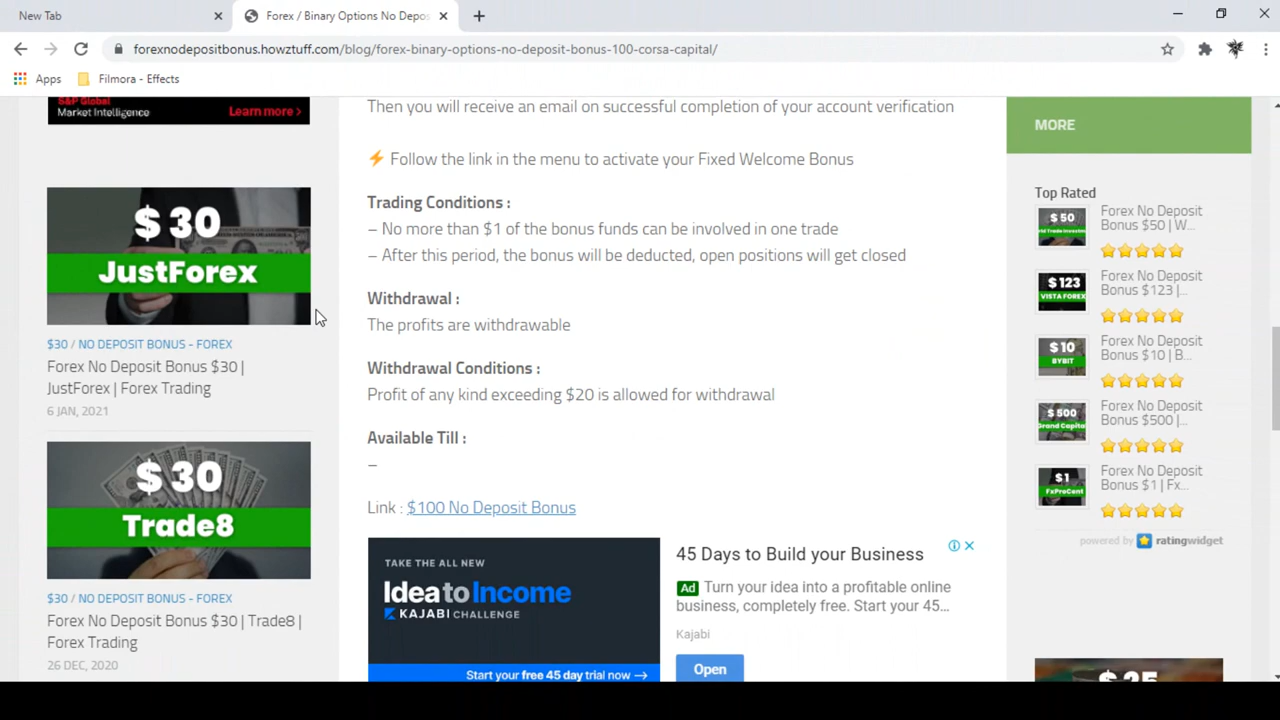 New Tab
Forex / Binary Options No Depos
forexnodepositbonus.howztuff.com/blog/forex-binary-options-no-deposit-bonus-100-corsa-capital/
Apps
Filmora - Effects
S&P Global
Market Intelligence
Learn more >
$ 30
JustForex
$30 / NO DEPOSIT BONUS - FOREX
Forex No Deposit Bonus $30 |
JustForex | Forex Trading
6 JAN, 2021
$ 30
Trade8
$30 / NO DEPOSIT BONUS - FOREX
Forex No Deposit Bonus $30 | Trade8 |
Forex Trading
26 DEC, 2020
Then you will receive an email on successful completion of your account verification
⚡ Follow the link in the menu to activate your Fixed Welcome Bonus
Trading Conditions :
– No more than $1 of the bonus funds can be involved in one trade
– After this period, the bonus will be deducted, open positions will get closed
Withdrawal :
The profits are withdrawable
Withdrawal Conditions :
Profit of any kind exceeding $20 is allowed for withdrawal
Available Till :
–
Link : $100 No Deposit Bonus
TAKE THE ALL NEW
Idea to Income
KAJABI CHALLENGE
Start your free 45 day trial now →
45 Days to Build your Business
Ad Turn your idea into a profitable online
business, completely free. Start your 45...
Kajabi
Open
MORE
Top Rated
$ 50
Forex No Deposit
Bonus $50 | W...
$ 123
VISTA FOREX
Forex No Deposit
Bonus $123 |...
$ 10
BYBIT
Forex No Deposit
Bonus $10 | B...
$ 500
Grand Capital
Forex No Deposit
Bonus $500 |...
$ 1
FxPreCent
Forex No Deposit
Bonus $1 | Fx...
powered by ratingwidget